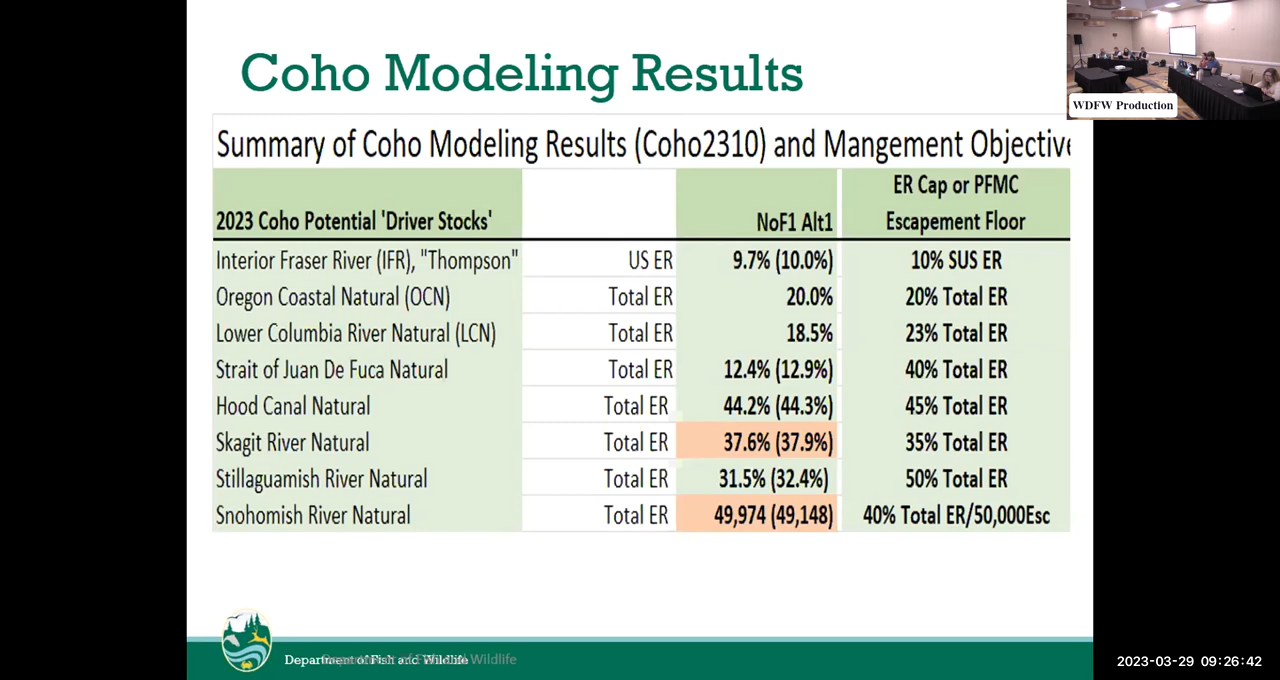 Coho Modeling Results
WDFW Production
Summary of Coho Modeling Results (Coho2310) and Mangement Objective
2023 Coho Potential 'Driver Stocks' NoF1 Alt1 ER Cap or PFMC Escapement Floor
Interior Fraser River (IFR), "Thompson" US ER 9.7% (10.0%) 10% SUS ER
Oregon Coastal Natural (OCN) Total ER 20.0% 20% Total ER
Lower Columbia River Natural (LCN) Total ER 18.5% 23% Total ER
Strait of Juan De Fuca Natural Total ER 12.4% (12.9%) 40% Total ER
Hood Canal Natural Total ER 44.2% (44.3%) 45% Total ER
Skagit River Natural Total ER 37.6% (37.9%) 35% Total ER
Stillaguamish River Natural Total ER 31.5% (32.4%) 50% Total ER
Snohomish River Natural Total ER 49,974 (49,148) 40% Total ER/50,000Esc
Department of Fish and Wildlife
2023-03-29 09:26:42